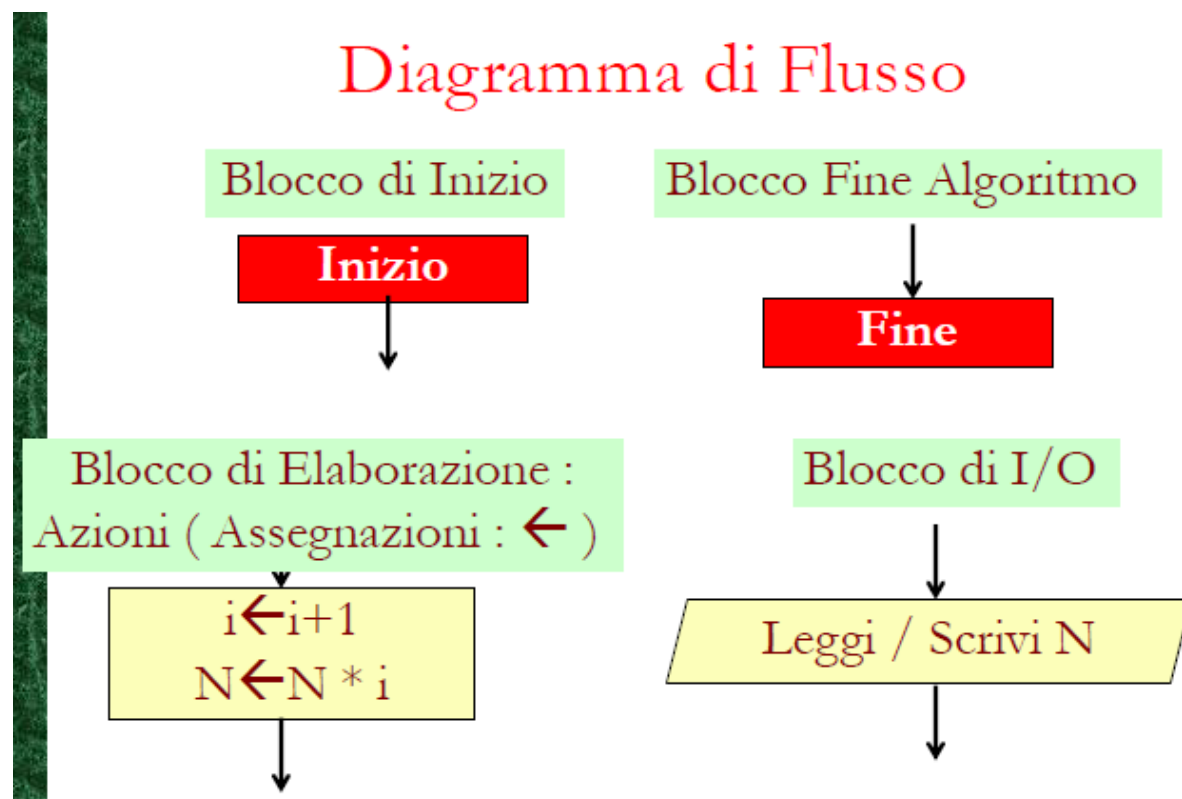 Diagramma di Flusso
Blocco di Inizio
Inizio
Blocco Fine Algoritmo
Fine
Blocco di Elaborazione :
Azioni ( Assegnazioni : ← )
i←i+1
N←N * i
Blocco di I/O
Leggi / Scrivi N